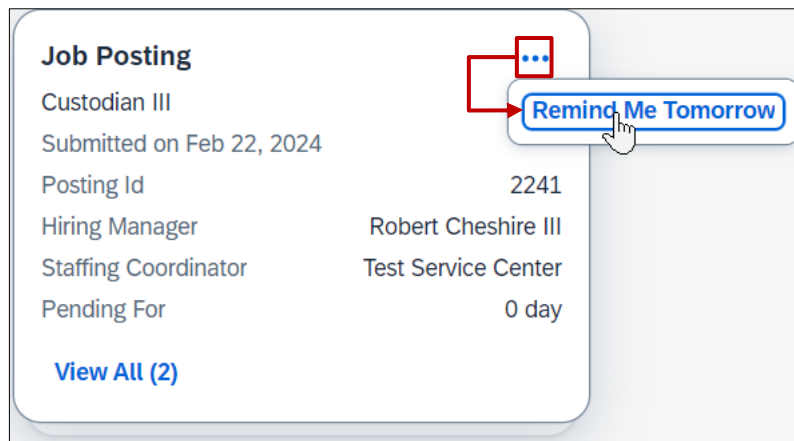 Job Posting
•••
Remind Me Tomorrow
Custodian III
Submitted on Feb 22, 2024
Posting Id 2241
Hiring Manager Robert Cheshire III
Staffing Coordinator Test Service Center
Pending For 0 day
View All (2)